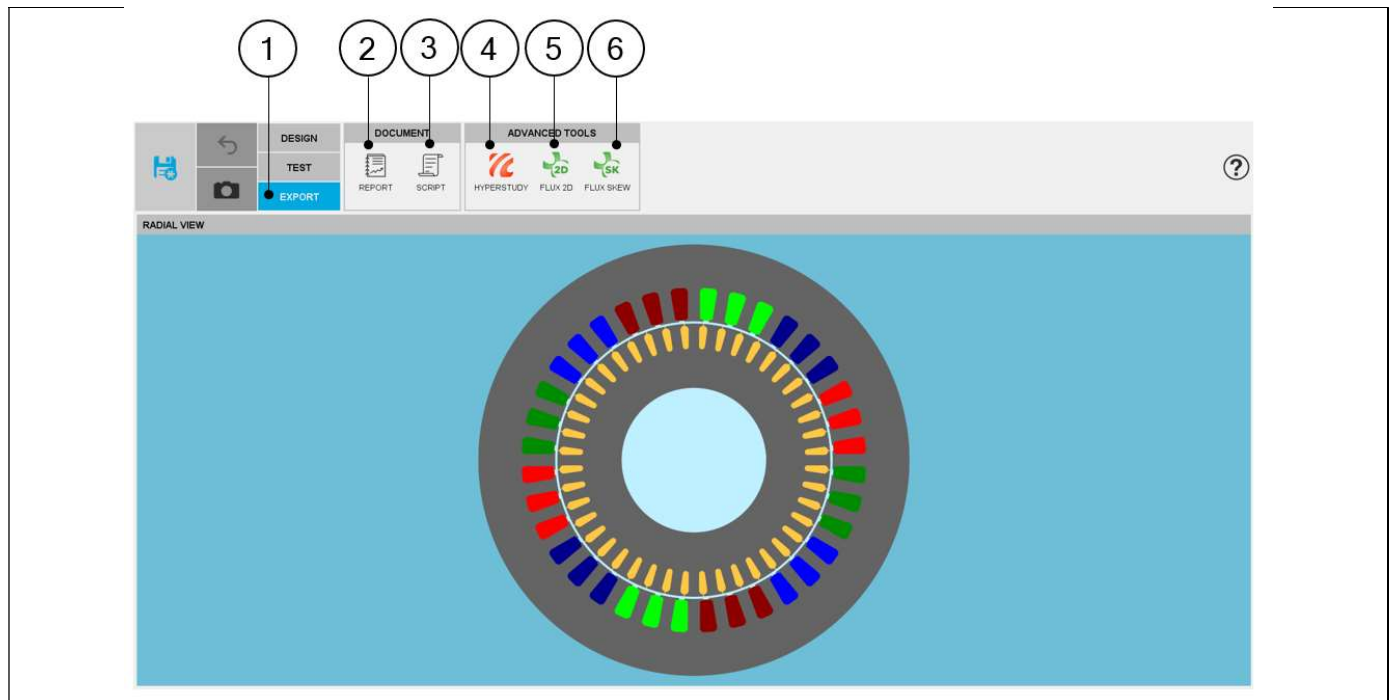 1 2 3 4 5 6
DESIGN DOCUMENT ADVANCED TOOLS
TEST
2D SK ?
EXPORT REPORT SCRIPT HYPERSTUDY FLUX 2D FLUX SKEW
RADIAL VIEW